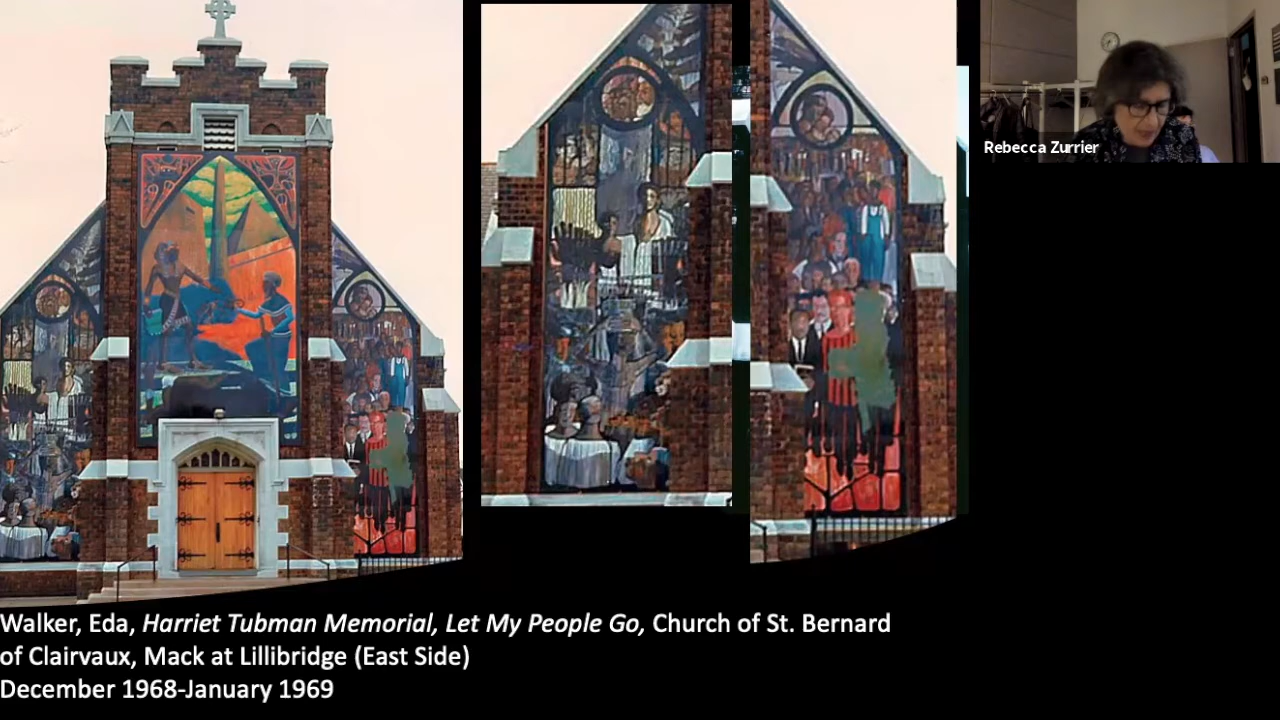 Rebecca Zurrier
Walker, Eda, Harriet Tubman Memorial, Let My People Go, Church of St. Bernard
of Clairvaux, Mack at Lillibridge (East Side)
December 1968-January 1969